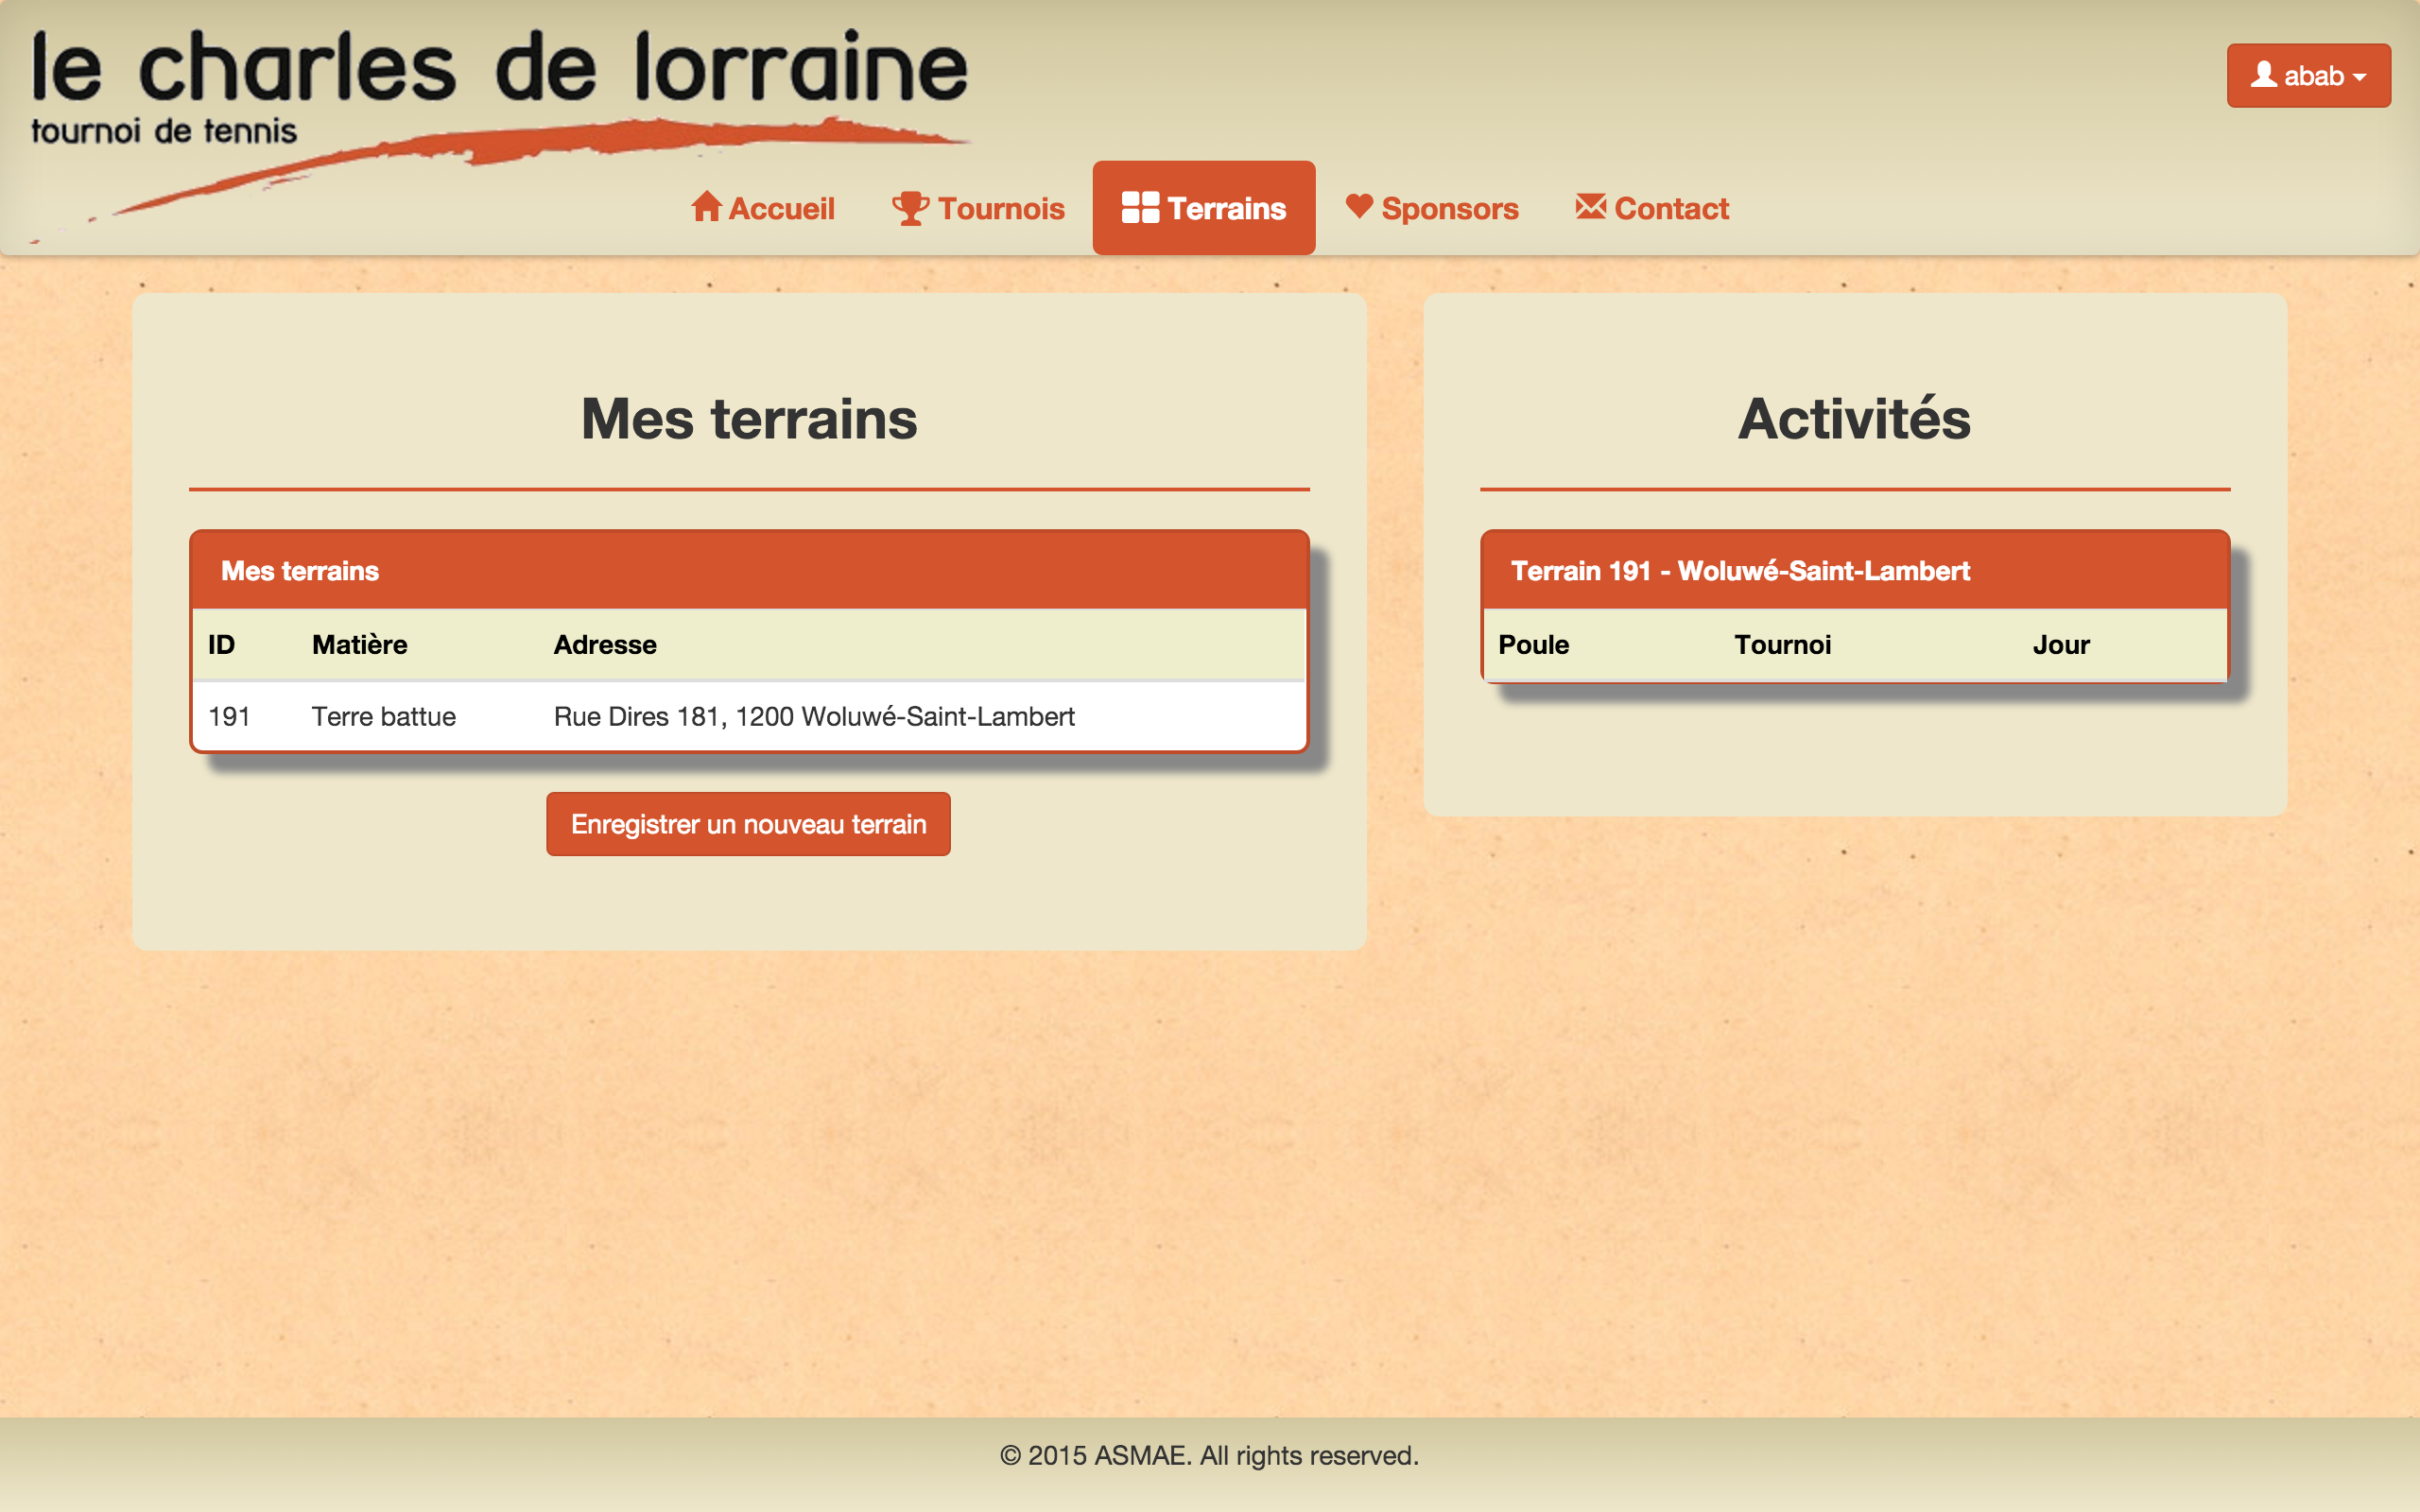 le charles de lorraine
tournoi de tennis
abab
Accueil Tournois Terrains Sponsors Contact
Mes terrains
Mes terrains
ID Matière Adresse
191 Terre battue Rue Dires 181, 1200 Woluwé-Saint-Lambert
Enregistrer un nouveau terrain
Activités
Terrain 191 - Woluwé-Saint-Lambert
Poule Tournoi Jour
© 2015 ASMAE. All rights reserved.